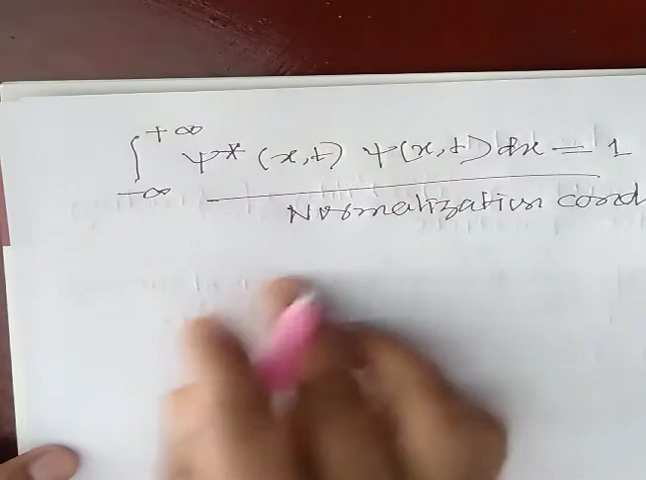 ∫_{-∞}^{+∞} ψ* (x,t) ψ(x,t) dx = 1
Normalization cond